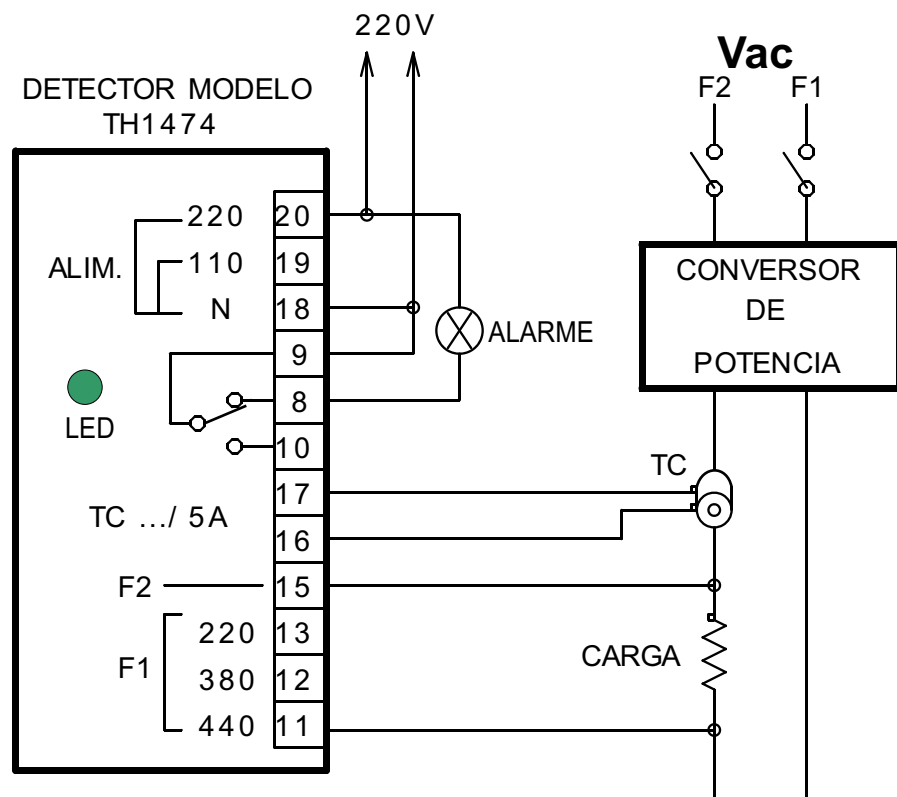 220V
DETECTOR MODELO
TH1474
Vac
F2 F1
220 20
ALIM. 110 19
N 18
9
8
LED
10
17
TC .../ 5A
16
F2 15
220 13
F1
380 12
440 11
ALARME
CONVERSOR
DE
POTENCIA
TC
CARGA